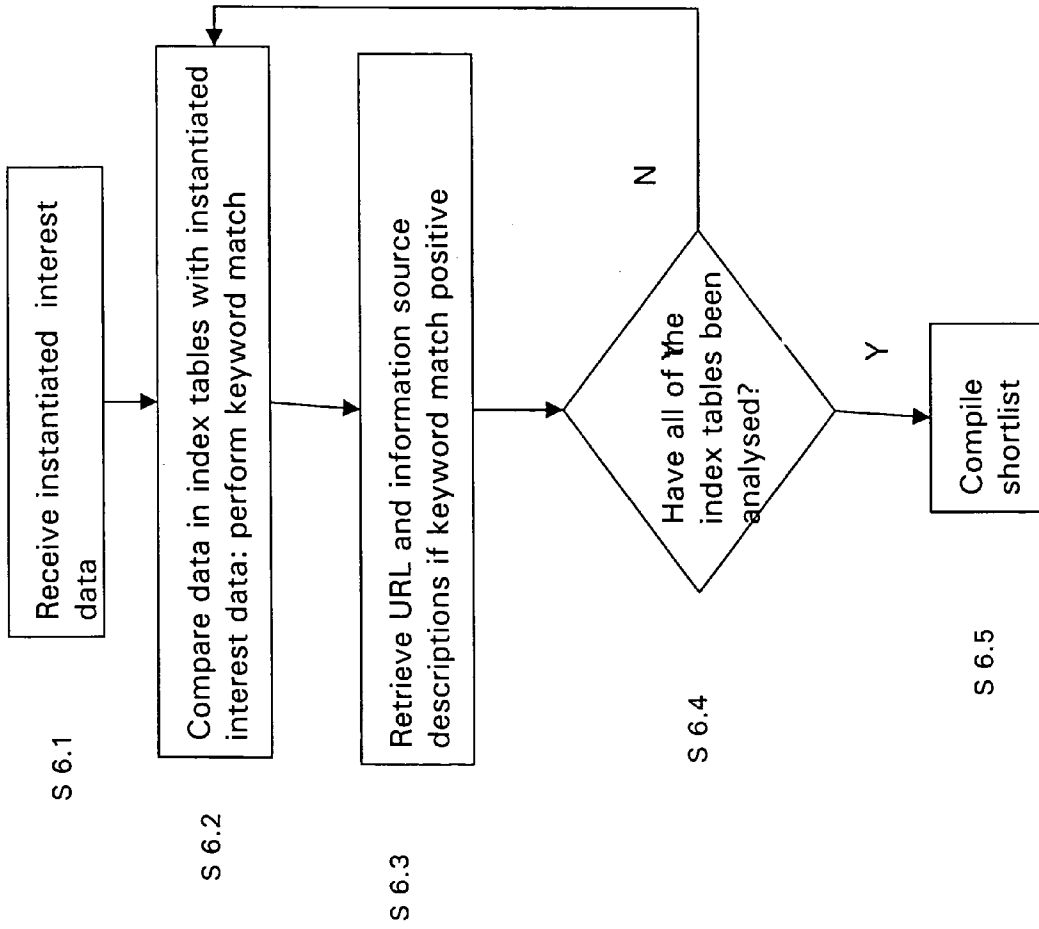 S 6.1
Receive instantiated interest
data
S 6.2
Compare data in index tables with instantiated
interest data: perform keyword match
S 6.3
Retrieve URL and information source
descriptions if keyword match positive
S 6.4
Have all of the
index tables been
analysed?
N
Y
S 6.5
Compile
shortlist